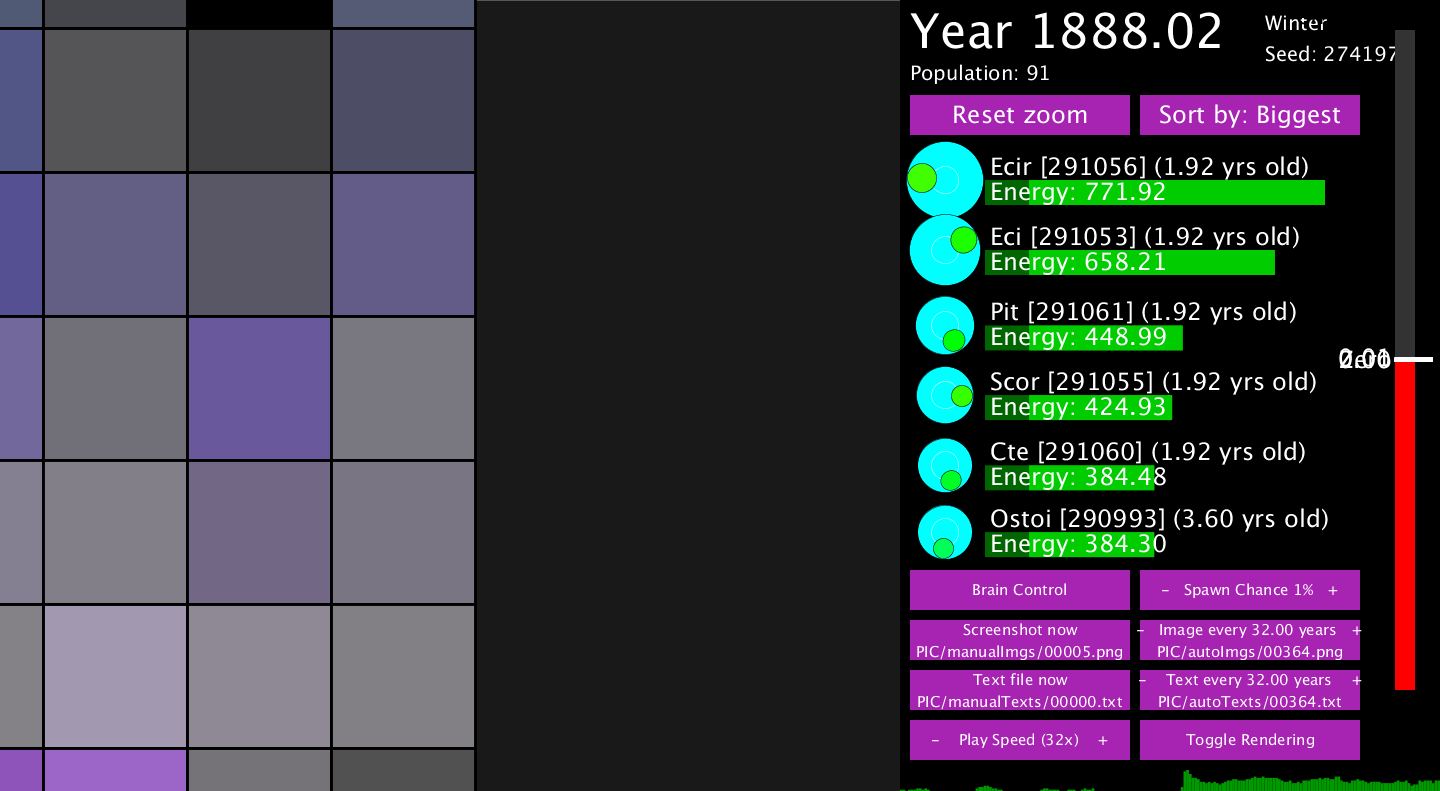 Year 1888.02
Winter
Seed: 274197
Population: 91
Reset zoom
Sort by: Biggest
Ecir [291056] (1.92 yrs old)
Energy: 771.92
Eci [291053] (1.92 yrs old)
Energy: 658.21
Pit [291061] (1.92 yrs old)
Energy: 448.99
Scor [291055] (1.92 yrs old)
Energy: 424.93
Cte [291060] (1.92 yrs old)
Energy: 384.48
Ostoi [290993] (3.60 yrs old)
Energy: 384.30
Brain Control
- Spawn Chance 1% +
Screenshot now
PIC/manualImgs/00005.png
- Image every 32.00 years +
PIC/autoImgs/00364.png
Text file now
PIC/manualTexts/00000.txt
- Text every 32.00 years +
PIC/autoTexts/00364.txt
- Play Speed (32x) +
Toggle Rendering